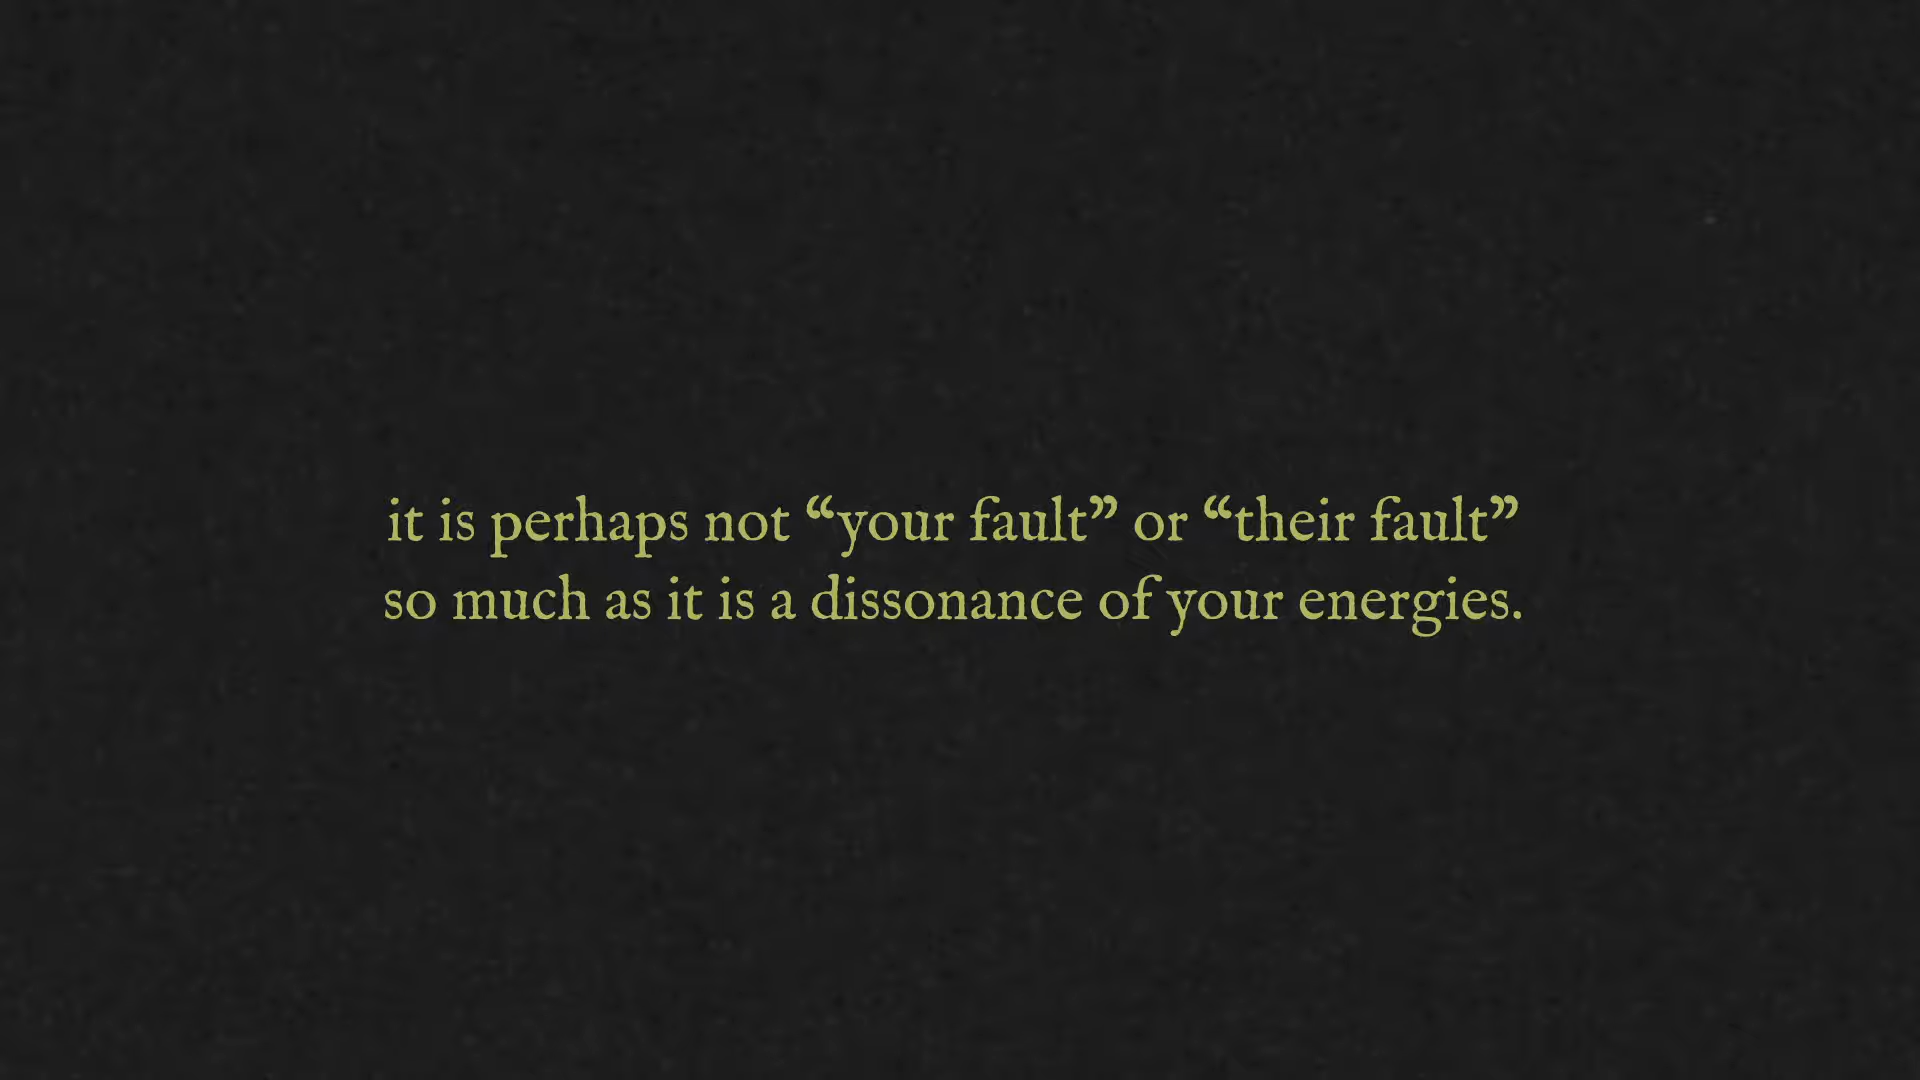 it is perhaps not “your fault” or “their fault”
so much as it is a dissonance of your energies.